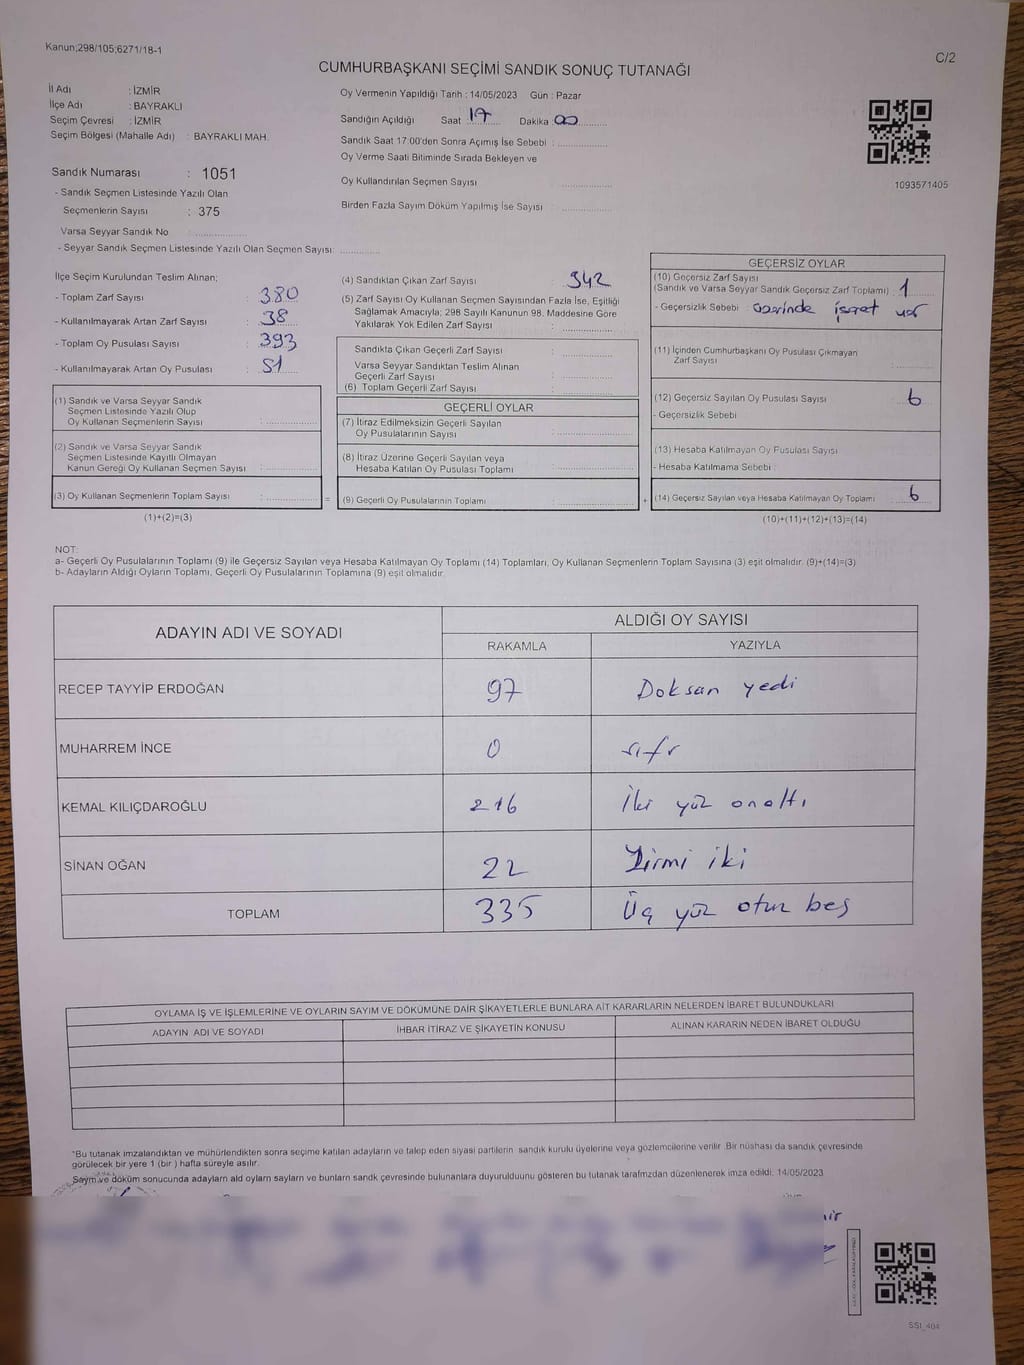 Kanun;298/105;6271/18-1
C/2
CUMHURBAŞKANI SEÇİMİ SANDIK SONUÇ TUTANAĞI
İl Adı : İZMİR
İlçe Adı : BAYRAKLI
Seçim Çevresi : İZMİR
Seçim Bölgesi (Mahalle Adı) : BAYRAKLI MAH.
Oy Vermenin Yapıldığı Tarih : 14/05/2023 Gün : Pazar
Sandığın Açıldığı Saat 17 Dakika 00
Sandık Saat 17:00'den Sonra Açımış İse Sebebi :
Oy Verme Saati Bitiminde Sırada Bekleyen ve
Oy Kullandırılan Seçmen Sayısı
Birden Fazla Sayım Döküm Yapılmış İse Sayısı
1093571405
Sandık Numarası : 1051
- Sandık Seçmen Listesinde Yazılı Olan
Seçmenlerin Sayısı : 375
Varsa Seyyar Sandık No
- Seyyar Sandık Seçmen Listesinde Yazılı Olan Seçmen Sayısı:
İlçe Seçim Kurulundan Teslim Alınan;
- Toplam Zarf Sayısı : 380
- Kullanılmayarak Artan Zarf Sayısı : 38
- Toplam Oy Pusulası Sayısı : 393
- Kullanılmayarak Artan Oy Pusulası : 51
(1) Sandık ve Varsa Seyyar Sandık
Seçmen Listesinde Yazılı Olup
Oy Kullanan Seçmenlerin Sayısı :
(2) Sandık ve Varsa Seyyar Sandık
Seçmen Listesinde Kayıtlı Olmayan
Kanun Gereği Oy Kullanan Seçmen Sayısı :
(3) Oy Kullanan Seçmenlerin Toplam Sayısı : =
(1)+(2)=(3)
(4) Sandıktan Çıkan Zarf Sayısı : 342
(5) Zarf Sayısı Oy Kullanan Seçmen Sayısından Fazla İse, Eşitliği
Sağlamak Amacıyla; 298 Sayılı Kanunun 98. Maddesine Göre
Yakılarak Yok Edilen Zarf Sayısı :
Sandıkta Çıkan Geçerli Zarf Sayısı :
Varsa Seyyar Sandıktan Teslim Alınan
Geçerli Zarf Sayısı :
(6) Toplam Geçerli Zarf Sayısı :
GEÇERLİ OYLAR
(7) İtiraz Edilmeksizin Geçerli Sayılan
Oy Pusulalarının Sayısı :
(8) İtiraz Üzerine Geçerli Sayılan veya
Hesaba Katılan Oy Pusulası Toplamı :
(9) Geçerli Oy Pusulalarının Toplamı : +
GEÇERSİZ OYLAR
(10) Geçersiz Zarf Sayısı
(Sandık ve Varsa Seyyar Sandık Geçersiz Zarf Toplamı) : 1
- Geçersizlik Sebebi : üzerinde işaret var
(11) İçinden Cumhurbaşkanı Oy Pusulası Çıkmayan
Zarf Sayısı :
(12) Geçersiz Sayılan Oy Pusulası Sayısı : 6
- Geçersizlik Sebebi
(13) Hesaba Katılmayan Oy Pusulası Sayısı :
- Hesaba Katılmama Sebebi :
(14) Geçersiz Sayılan veya Hesaba Katılmayan Oy Toplamı : 6
(10)+(11)+(12)+(13)=(14)
NOT:
a- Geçerli Oy Pusulalarının Toplamı (9) ile Geçersiz Sayılan veya Hesaba Katılmayan Oy Toplamı (14) Toplamları, Oy Kullanan Seçmenlerin Toplam Sayısına (3) eşit olmalıdır. (9)+(14)=(3)
b- Adayların Aldığı Oyların Toplamı, Geçerli Oy Pusulalarının Toplamına (9) eşit olmalıdır.
ADAYIN ADI VE SOYADI
ALDIĞI OY SAYISI
RAKAMLA YAZIYLA
RECEP TAYYİP ERDOĞAN 97 Doksan yedi
MUHARREM İNCE 0 sıfır
KEMAL KILIÇDAROĞLU 216 İki yüz onaltı
SİNAN OĞAN 22 Yirmi iki
TOPLAM 335 Üç yüz otuz beş
OYLAMA İŞ VE İŞLEMLERİNE VE OYLARIN SAYIM VE DÖKÜMÜNE DAİR ŞİKAYETLERLE BUNLARA AİT KARARLARIN NELERDEN İBARET BULUNDUKLARI
ADAYIN ADI VE SOYADI İHBAR İTİRAZ VE ŞİKAYETİN KONUSU ALINAN KARARIN NEDEN İBARET OLDUĞU
*Bu tutanak imzalandıktan ve mühürlendikten sonra seçime katılan adayların ve talep eden siyasi partilerin sandık kurulu üyelerine veya gözlemcilerine verilir. Bir nüshası da sandık çevresinde
görülecek bir yere 1 (bir ) hafta süreyle asılır.
Sayım ve döküm sonucunda adayların ald oyların sayları ve bunların sandk çevresinde bulunanlara duyurulduunu gösteren bu tutanak tarafmzdan düzenlenerek imza edildi. 14/05/2023
SSI_404